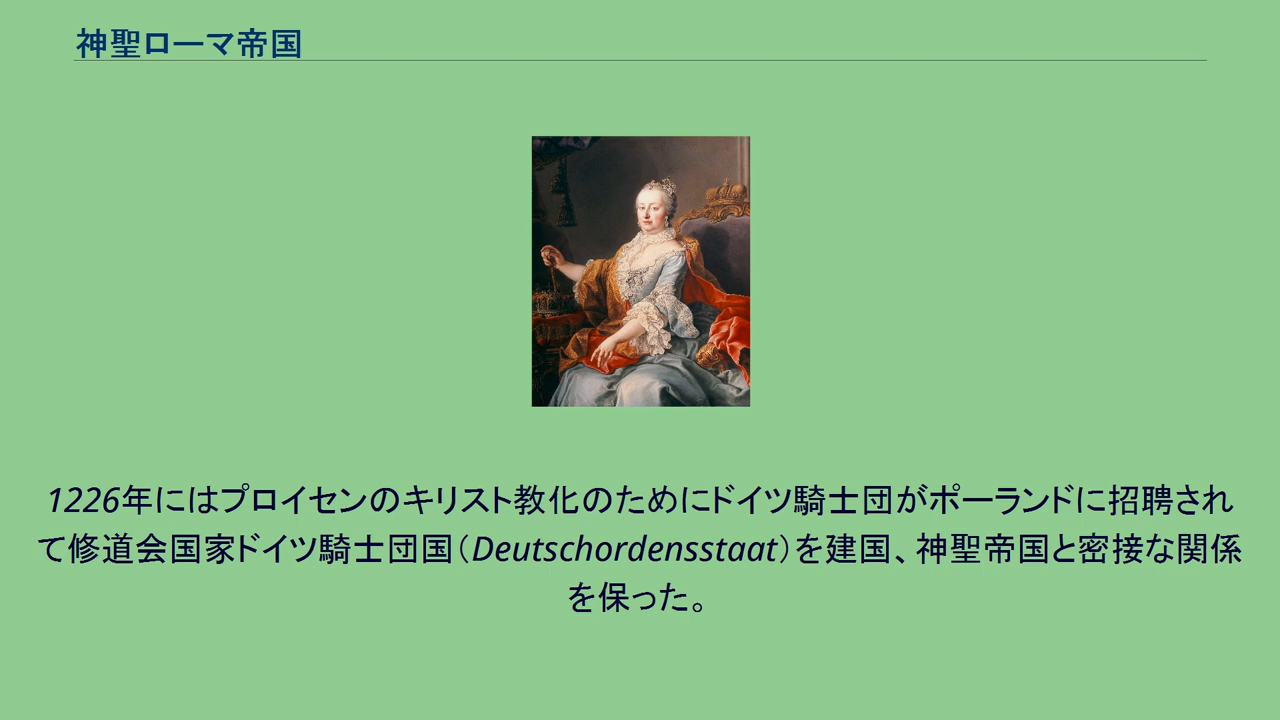 神聖ローマ帝国
1226年にはプロイセンのキリスト教化のためにドイツ騎士団がポーランドに招聘され
て修道会国家ドイツ騎士団国（Deutschordensstaat）を建国、神聖帝国と密接な関係
を保った。